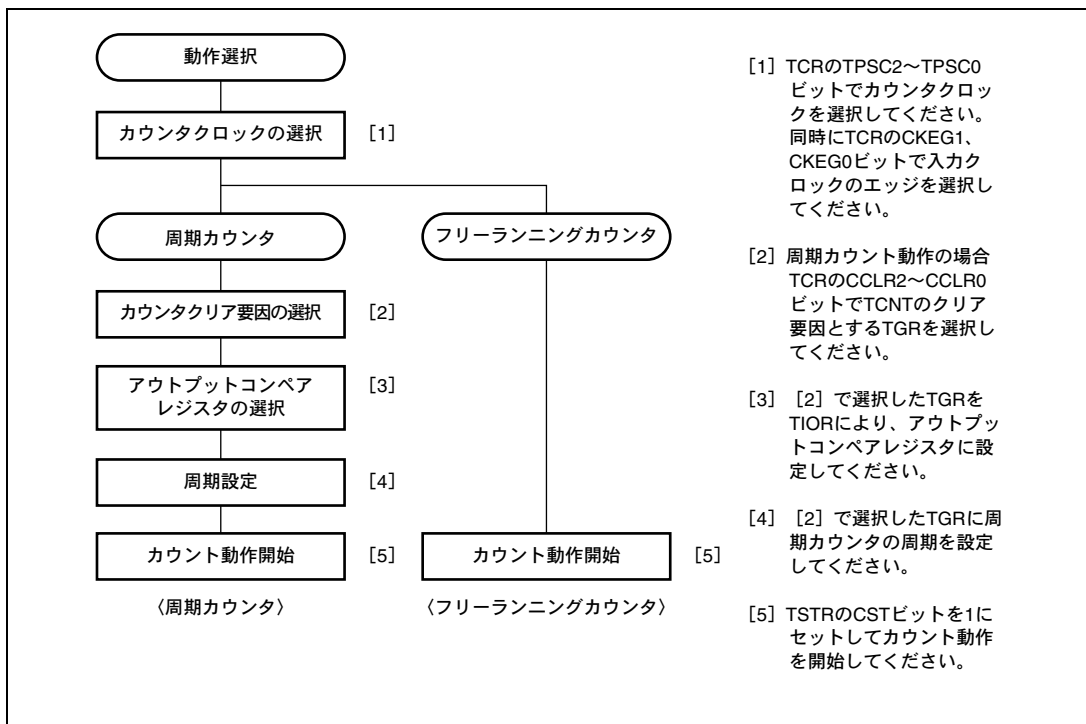 動作選択
カウンタクロックの選択 [1]
周期カウンタ
フリーランニングカウンタ
カウンタクリア要因の選択 [2]
アウトプットコンペア
レジスタの選択
[3]
周期設定 [4]
カウント動作開始 [5]
カウント動作開始 [5]
〈周期カウンタ〉
〈フリーランニングカウンタ〉
[1] TCRのTPSC2〜TPSC0
ビットでカウンタクロッ
クを選択してください。
同時にTCRのCKEG1、
CKEG0ビットで入力ク
ロックのエッジを選択し
てください。
[2] 周期カウント動作の場合
TCRのCCLR2〜CCLR0
ビットでTCNTのクリア
要因とするTGRを選択し
てください。
[3] [2]で選択したTGRを
TIORにより、アウトプッ
トコンペアレジスタに設
定してください。
[4] [2]で選択したTGRに周
期カウンタの周期を設定
してください。
[5] TSTRのCSTビットを1に
セットしてカウント動作
を開始してください。